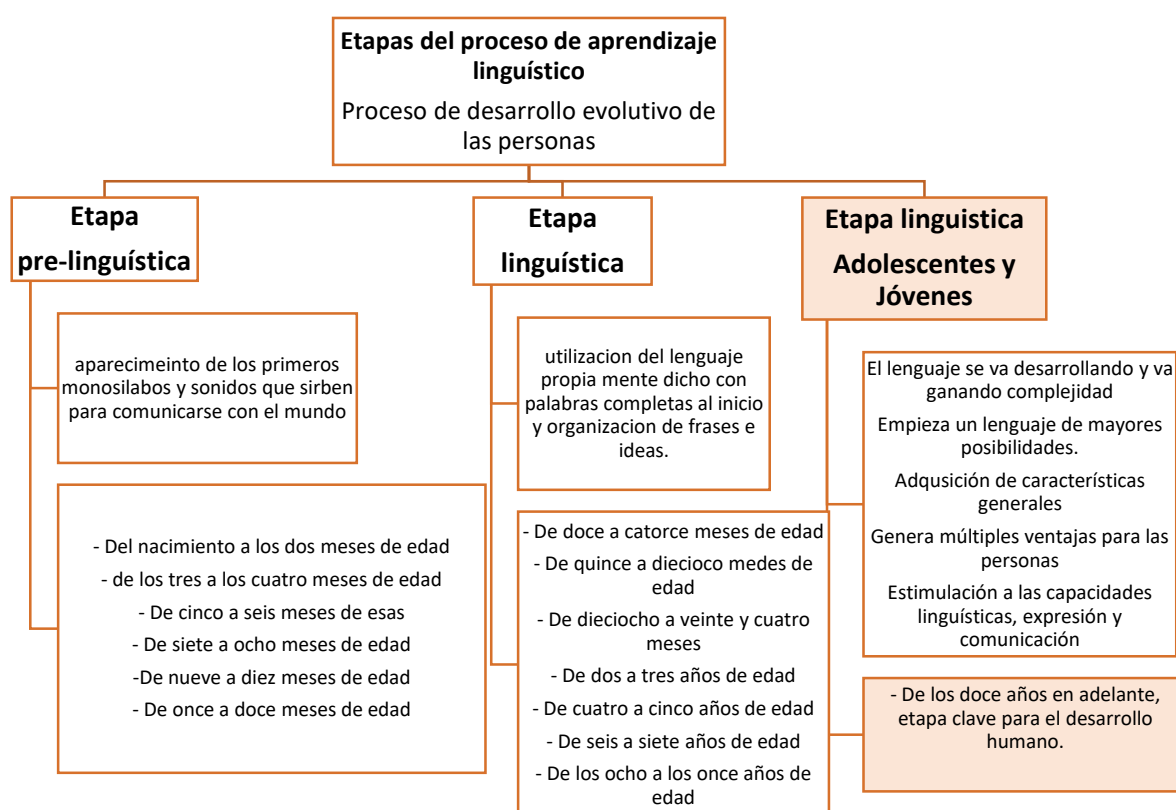 Etapas del proceso de aprendizaje
linguístico
Proceso de desarrollo evolutivo de
las personas
Etapa
pre-linguística
aparecimeinto de los primeros
monosilabos y sonidos que sirben
para comunicarse con el mundo
- Del nacimiento a los dos meses de edad
- de los tres a los cuatro meses de edad
- De cinco a seis meses de esas
- De siete a ocho meses de edad
-De nueve a diez meses de edad
- De once a doce meses de edad
Etapa
linguística
utilizacion del lenguaje
propia mente dicho con
palabras completas al inicio
y organizacion de frases e
ideas.
- De doce a catorce meses de edad
- De quince a diecioco medes de
edad
- De dieciocho a veinte y cuatro
meses
- De dos a tres años de edad
- De cuatro a cinco años de edad
- De seis a siete años de edad
- De los ocho a los once años de
edad
Etapa linguistica
Adolescentes y
Jóvenes
El lenguaje se va desarrollando y va
ganando complejidad
Empieza un lenguaje de mayores
posibilidades.
Adqusición de características
generales
Genera múltiples ventajas para las
personas
Estimulación a las capacidades
linguísticas, expresión y
comunicación
- De los doce años en adelante,
etapa clave para el desarrollo
humano.